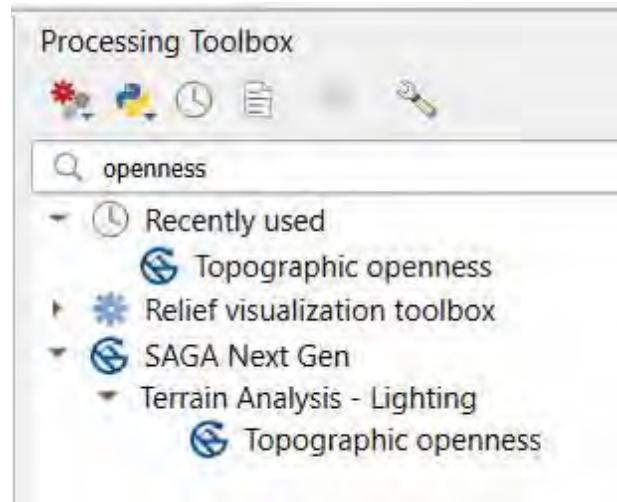 Processing Toolbox
openness
Recently used
Topographic openness
Relief visualization toolbox
SAGA Next Gen
Terrain Analysis - Lighting
Topographic openness